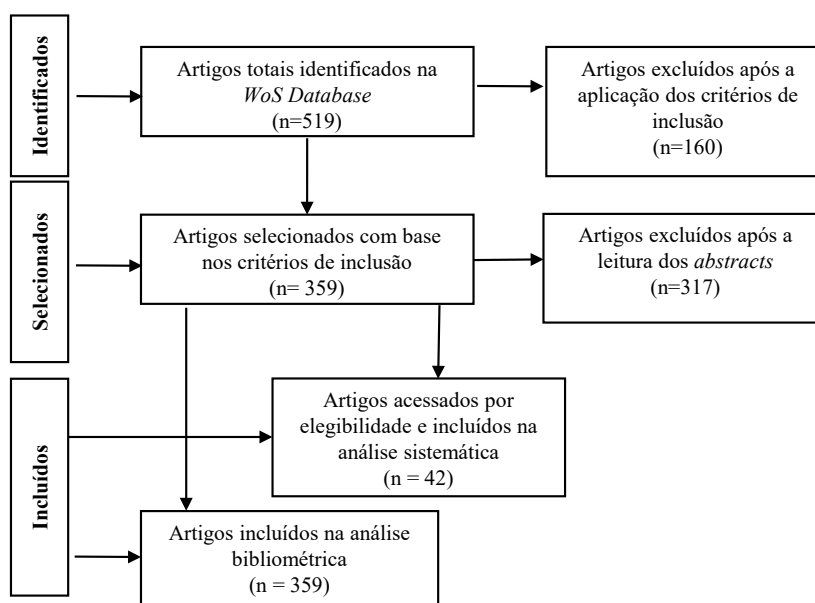 Identificados
Artigos totais identificados na
WoS Database
(n=519)
Artigos excluídos após a
aplicação dos critérios de
inclusão
(n=160)
Selecionados
Artigos selecionados com base
nos critérios de inclusão
(n= 359)
Artigos excluídos após a
leitura dos abstracts
(n=317)
Incluídos
Artigos acessados por
elegibilidade e incluídos na
análise sistemática
(n = 42)
Artigos incluídos na análise
bibliométrica
(n = 359)